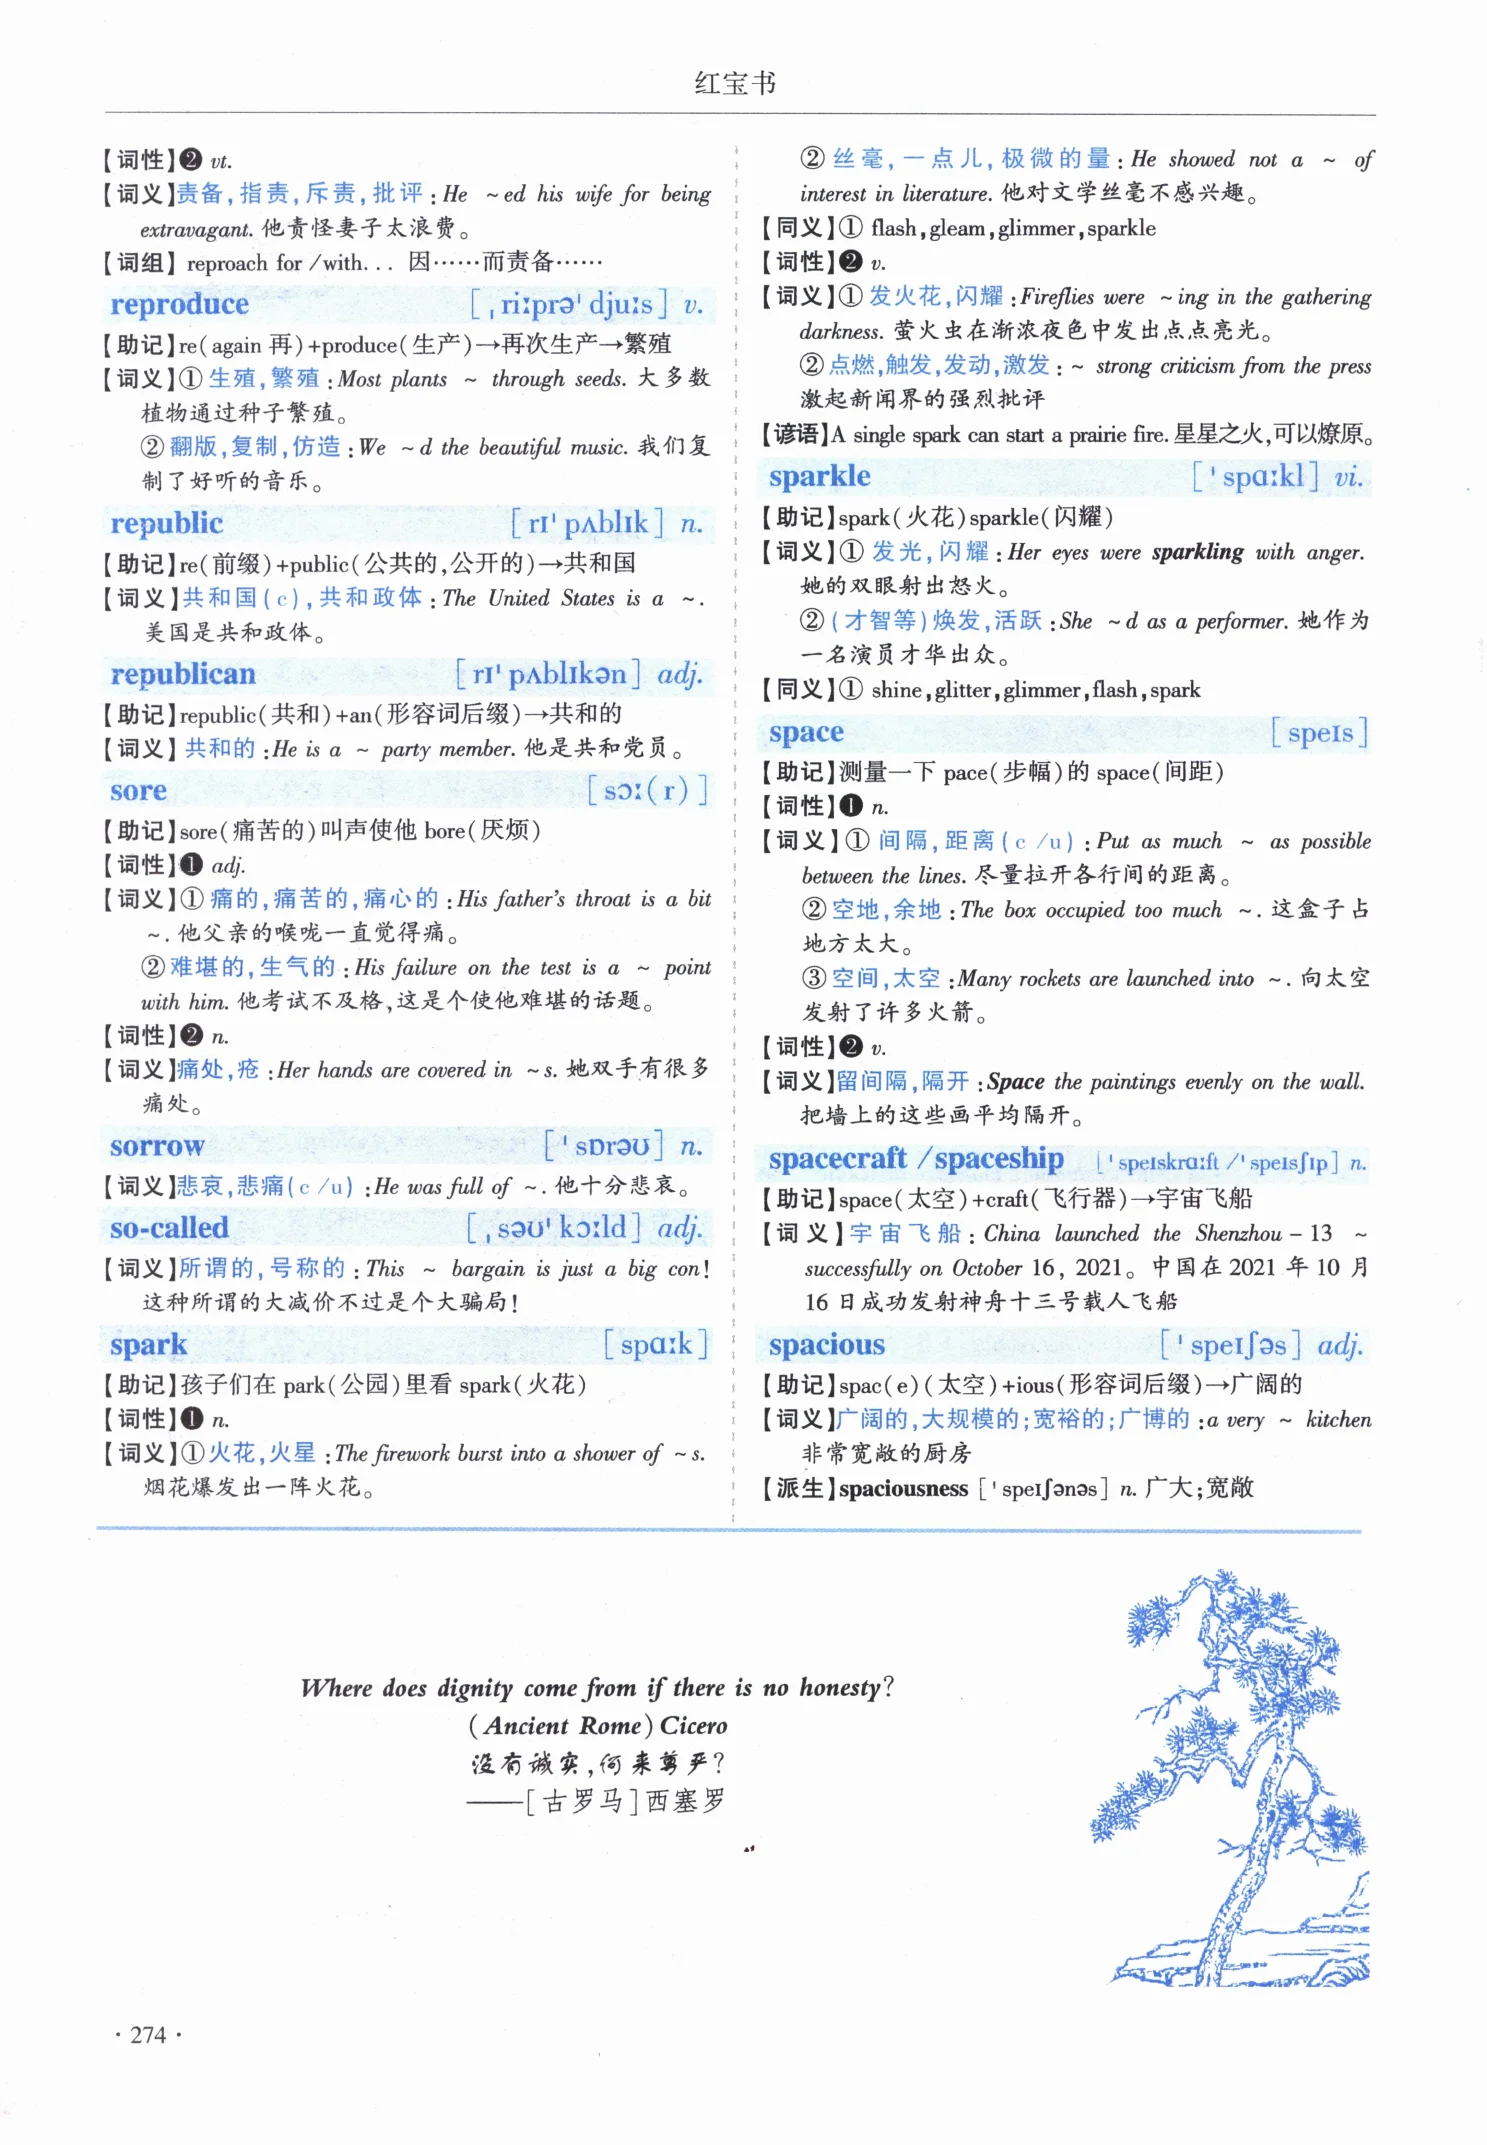 红宝书
【词性】❷ vt.
【词义】责备,指责,斥责,批评:He ~ed his wife for being
extravagant. 他责怪妻子太浪费。
【词组】 reproach for /with... 因……而责备……
reproduce [ˌriːprəˈdjuːs] v.
【助记】re(again 再)+produce(生产)→再次生产→繁殖
【词义】①生殖,繁殖:Most plants ~ through seeds. 大多数
植物通过种子繁殖。
②翻版,复制,仿造:We ~d the beautiful music. 我们复
制了好听的音乐。
republic [rɪˈpʌblɪk] n.
【助记】re(前缀)+public(公共的,公开的)→共和国
【词义】共和国(c),共和政体:The United States is a ~.
美国是共和政体。
republican [rɪˈpʌblɪkən] adj.
【助记】republic(共和)+an(形容词后缀)→共和的
【词义】共和的:He is a ~ party member. 他是共和党员。
sore [sɔː(r)]
【助记】sore(痛苦的)叫声使他 bore(厌烦)
【词性】❶ adj.
【词义】①痛的,痛苦的,痛心的:His father's throat is a bit
~. 他父亲的喉咙一直觉得痛。
②难堪的,生气的:His failure on the test is a ~ point
with him. 他考试不及格,这是个使他难堪的话题。
【词性】❷ n.
【词义】痛处,疮:Her hands are covered in ~s. 她双手有很多
痛处。
sorrow [ˈsɒrəʊ] n.
【词义】悲哀,悲痛(c /u):He was full of ~. 他十分悲哀。
so-called [ˌsəʊˈkɔːld] adj.
【词义】所谓的,号称的:This ~ bargain is just a big con!
这种所谓的大减价不过是个大骗局!
spark [spɑːk]
【助记】孩子们在 park(公园)里看 spark(火花)
【词性】❶ n.
【词义】①火花,火星:The firework burst into a shower of ~s.
烟花爆发出一阵火花。
②丝毫,一点儿,极微的量:He showed not a ~ of
interest in literature. 他对文学丝毫不感兴趣。
【同义】① flash,gleam,glimmer,sparkle
【词性】❷ v.
【词义】①发火花,闪耀:Fireflies were ~ing in the gathering
darkness. 萤火虫在渐浓夜色中发出点点亮光。
②点燃,触发,发动,激发:~ strong criticism from the press
激起新闻界的强烈批评
【谚语】A single spark can start a prairie fire. 星星之火,可以燎原。
sparkle [ˈspɑːkl] vi.
【助记】spark(火花)sparkle(闪耀)
【词义】①发光,闪耀:Her eyes were sparkling with anger.
她的双眼射出怒火。
②(才智等)焕发,活跃:She ~d as a performer. 她作为
一名演员才华出众。
【同义】① shine,glitter,glimmer,flash,spark
space [speɪs]
【助记】测量一下 pace(步幅)的 space(间距)
【词性】❶ n.
【词义】①间隔,距离(c /u):Put as much ~ as possible
between the lines. 尽量拉开各行间的距离。
②空地,余地:The box occupied too much ~. 这盒子占
地方太大。
③空间,太空:Many rockets are launched into ~. 向太空
发射了许多火箭。
【词性】❷ v.
【词义】留间隔,隔开:Space the paintings evenly on the wall.
把墙上的这些画平均隔开。
spacecraft /spaceship [ˈspeɪskrɑːft /ˈspeɪsʃɪp] n.
【助记】space(太空)+craft(飞行器)→宇宙飞船
【词义】宇宙飞船:China launched the Shenzhou-13 ~
successfully on October 16, 2021。中国在 2021 年 10 月
16 日成功发射神舟十三号载人飞船
spacious [ˈspeɪʃəs] adj.
【助记】spac(e)(太空)+ious(形容词后缀)→广阔的
【词义】广阔的,大规模的;宽裕的;广博的:a very ~ kitchen
非常宽敞的厨房
【派生】spaciousness [ˈspeɪʃənəs] n. 广大;宽敞
Where does dignity come from if there is no honesty?
(Ancient Rome) Cicero
没有诚实,何来尊严?
——[古罗马]西塞罗
·274·